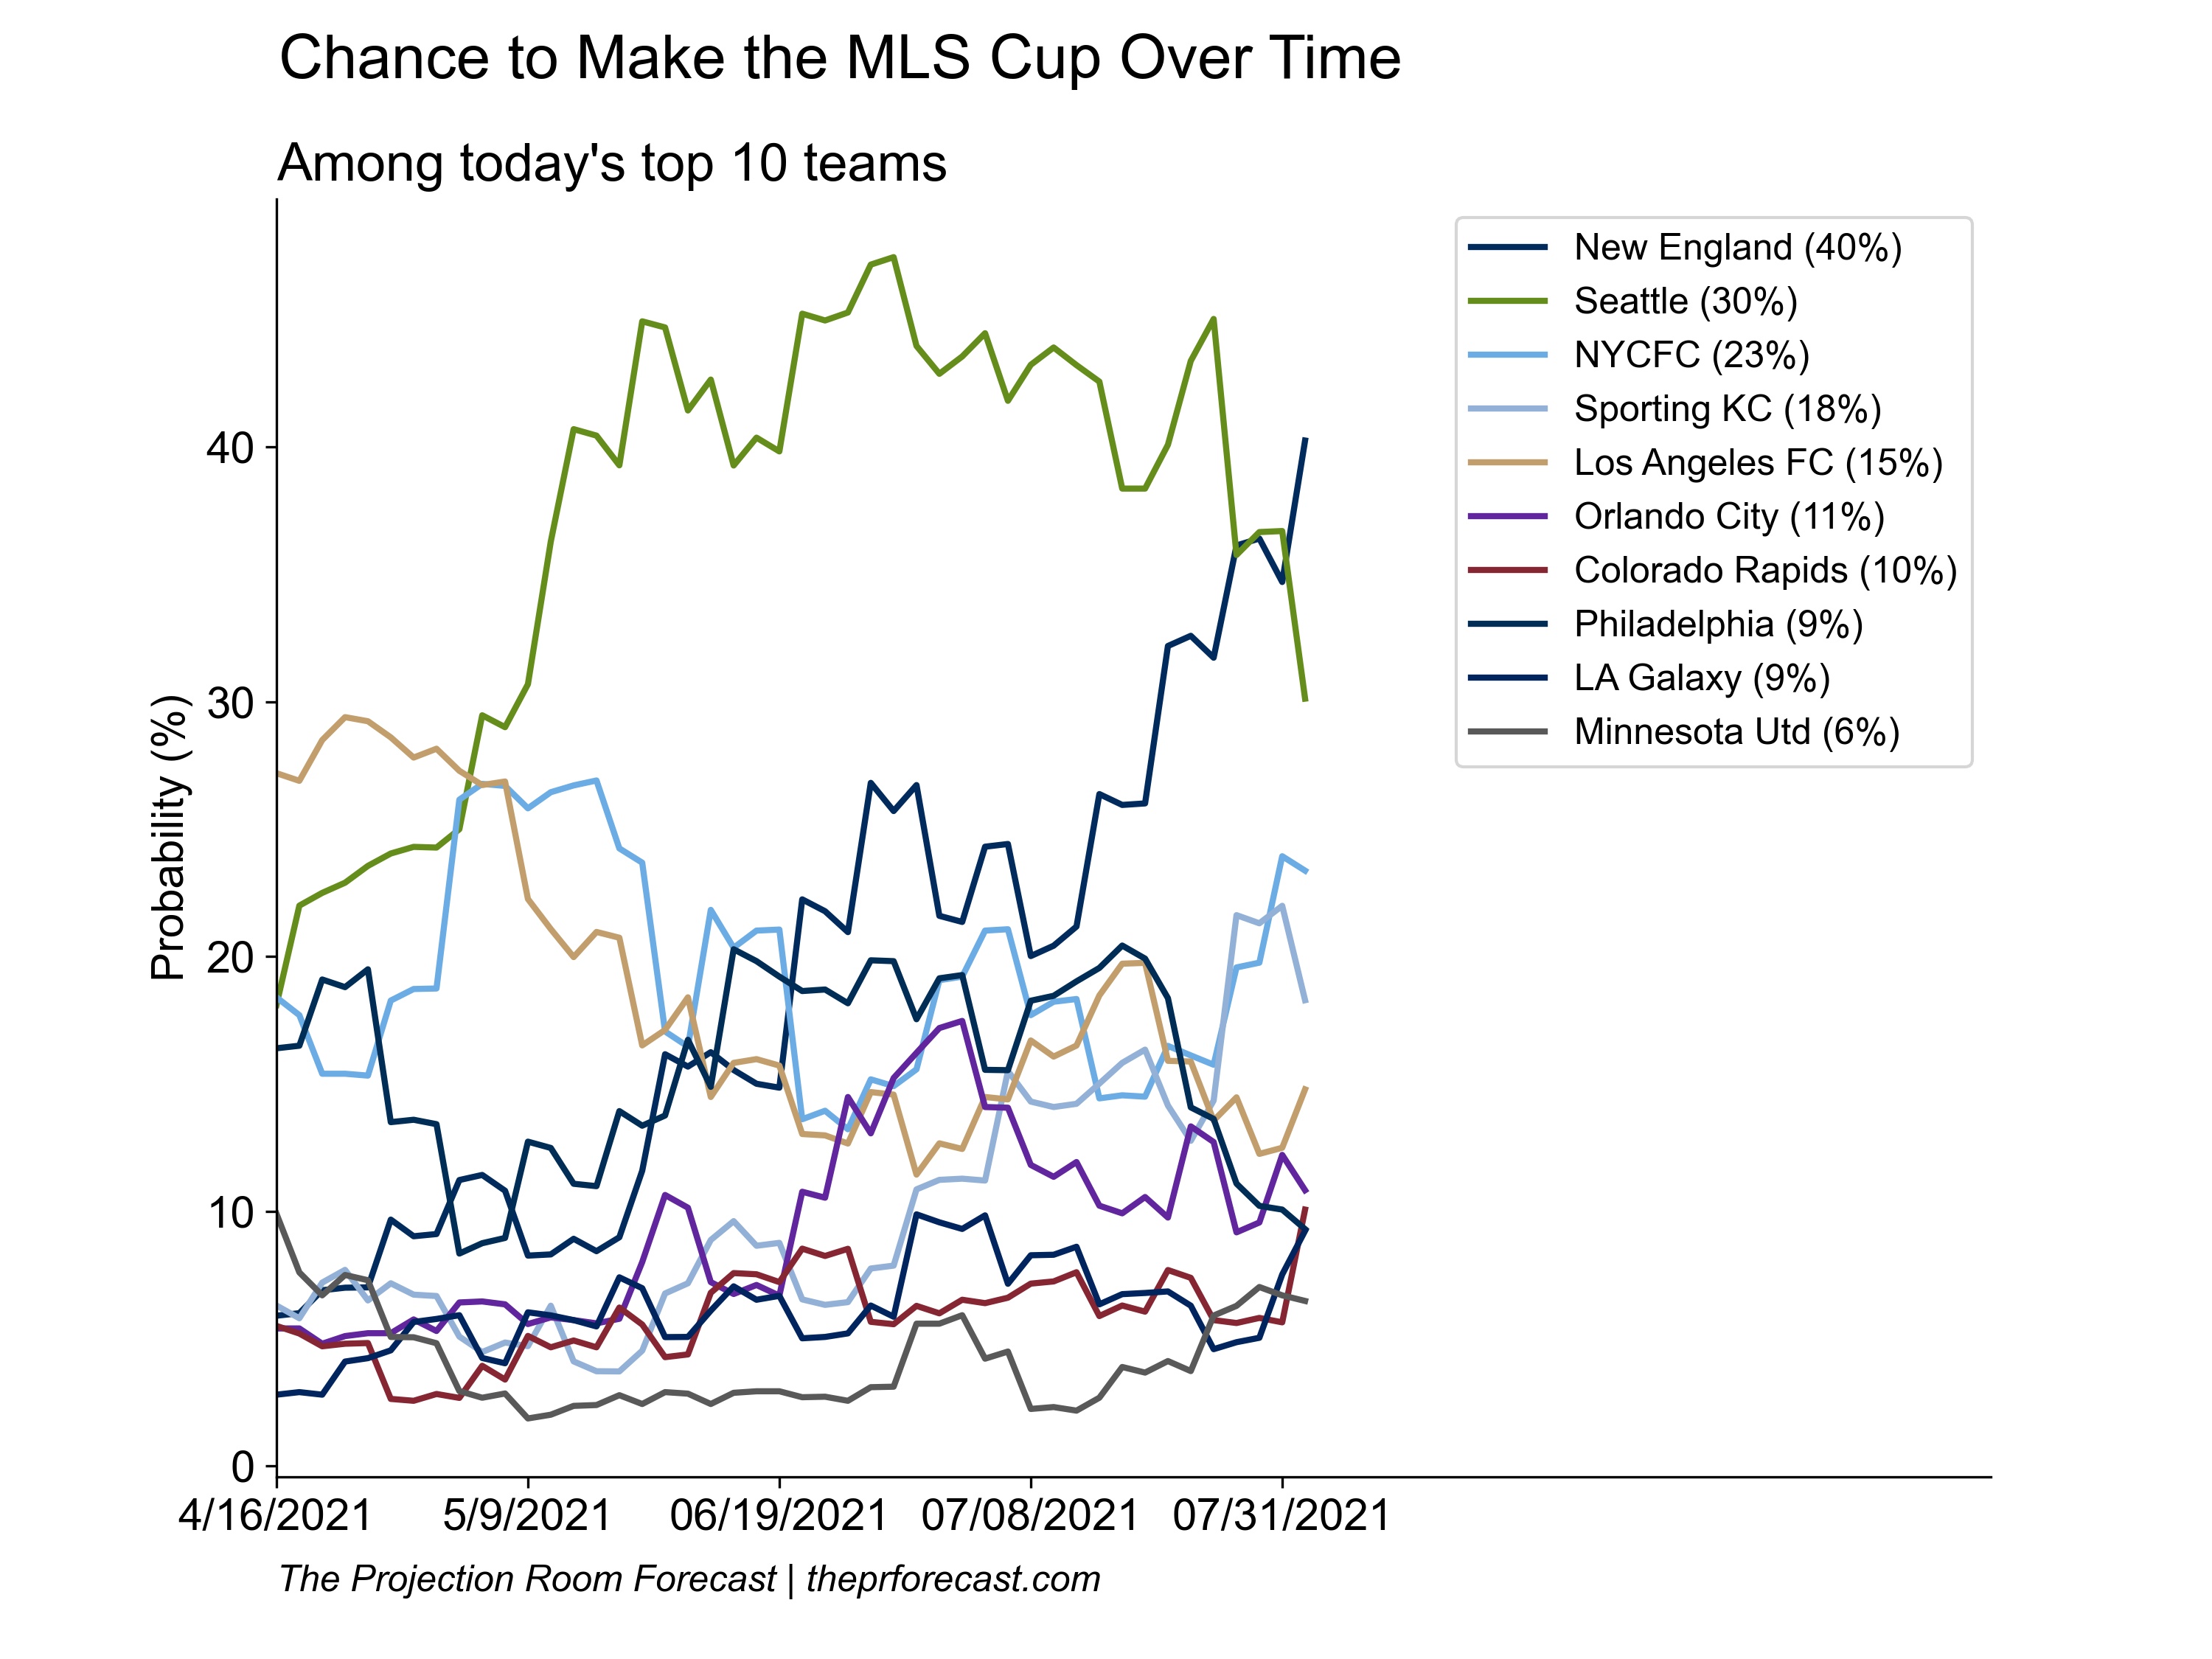 Chance to Make the MLS Cup Over Time
Among today's top 10 teams
New England (40%)
Seattle (30%)
NYCFC (23%)
Sporting KC (18%)
Los Angeles FC (15%)
Orlando City (11%)
Colorado Rapids (10%)
Philadelphia (9%)
LA Galaxy (9%)
Minnesota Utd (6%)
Probability (%)
40
30
20
10
0
4/16/2021 5/9/2021 06/19/2021 07/08/2021 07/31/2021
The Projection Room Forecast | theprforecast.com